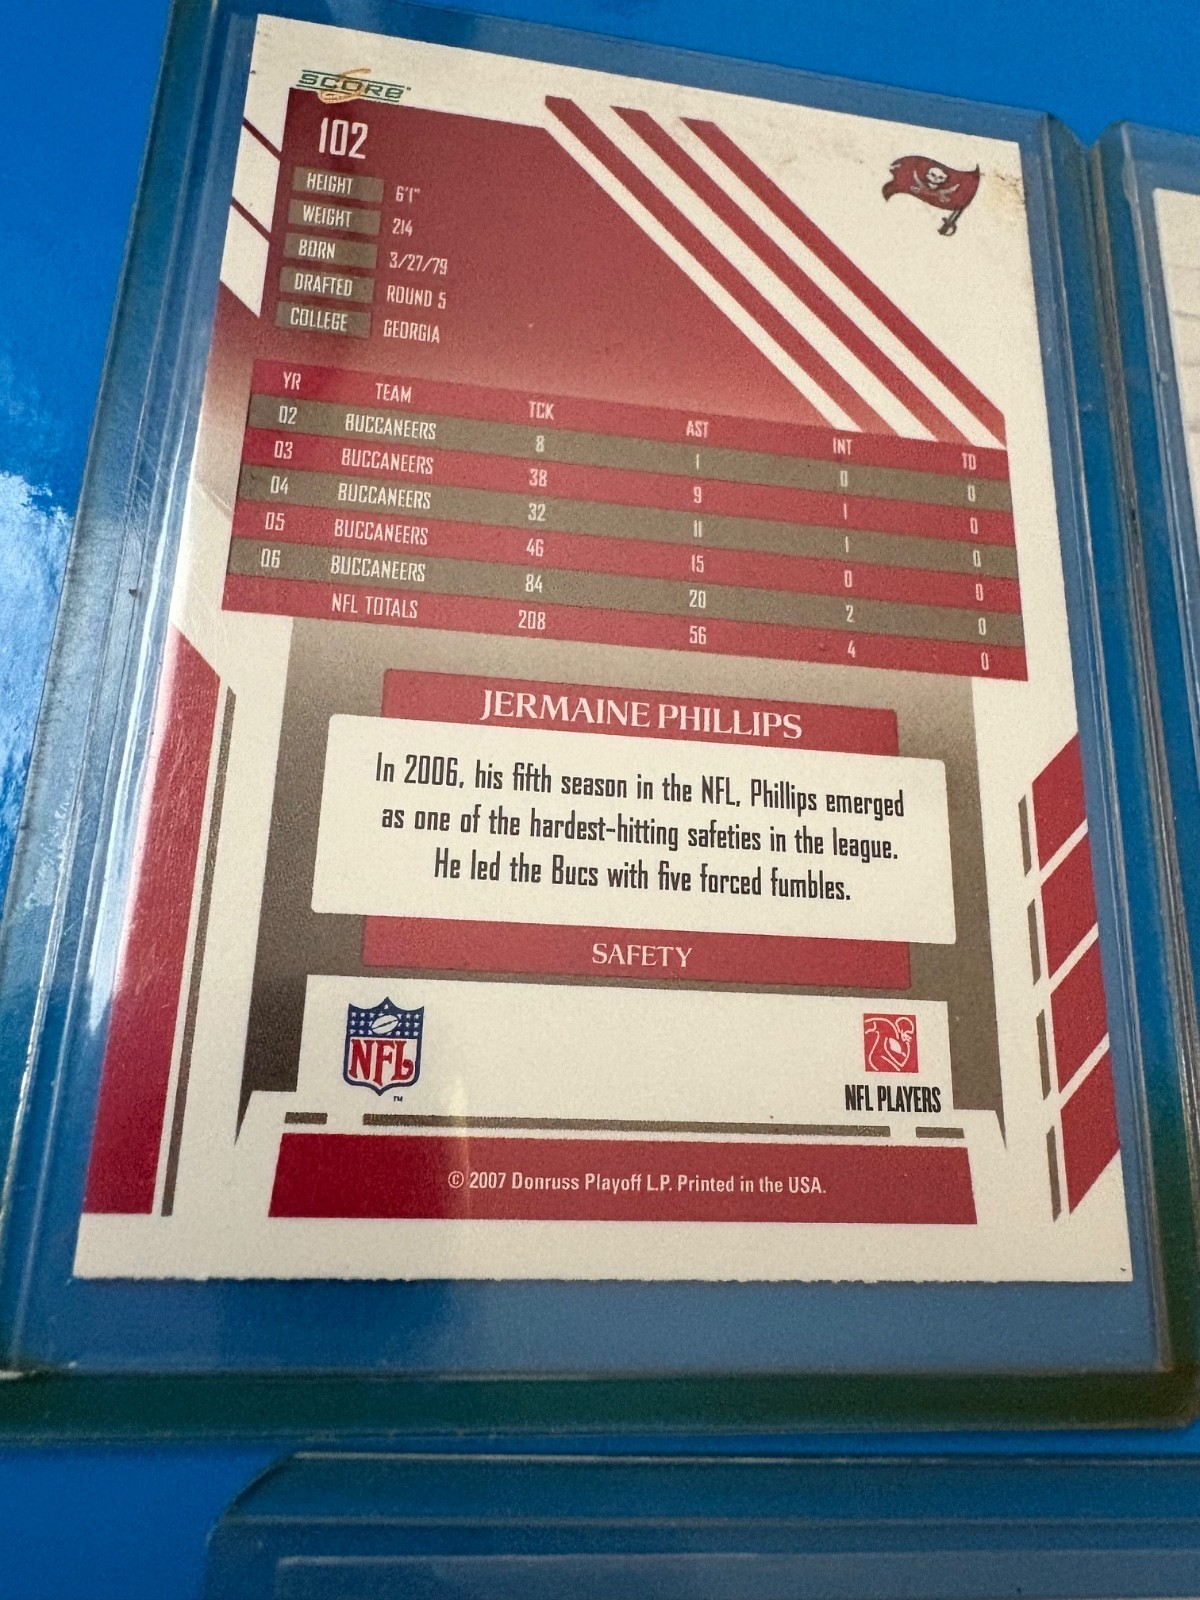 SCORE
102
HEIGHT 6'1"
WEIGHT 214
BORN 3/27/79
DRAFTED ROUND 5
COLLEGE GEORGIA
YR TEAM TCK AST INT TD
02 BUCCANEERS 8 1 0 0
03 BUCCANEERS 38 9 1 0
04 BUCCANEERS 32 11 1 0
05 BUCCANEERS 46 15 0 0
06 BUCCANEERS 84 20 2 0
NFL TOTALS 208 56 4 0
JERMAINE PHILLIPS
In 2006, his fifth season in the NFL, Phillips emerged
as one of the hardest-hitting safeties in the league.
He led the Bucs with five forced fumbles.
SAFETY
NFL
TM
NFL PLAYERS
© 2007 Donruss Playoff L.P. Printed in the USA.